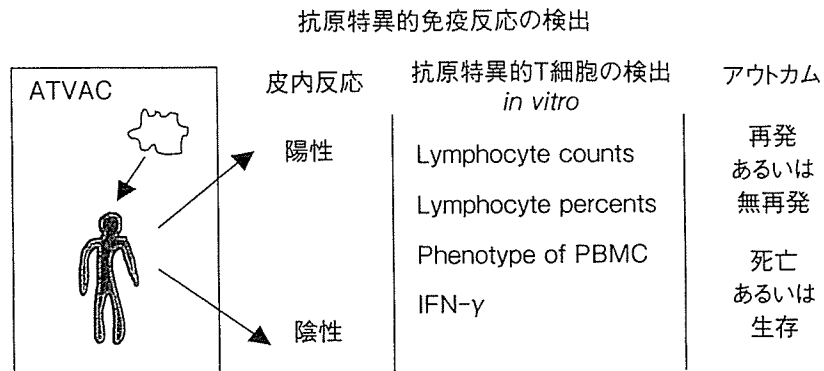 抗原特異的免疫反応の検出
ATVAC
皮内反応
陽性
陰性
抗原特異的T細胞の検出
in vitro
Lymphocyte counts
Lymphocyte percents
Phenotype of PBMC
IFN-γ
アウトカム
再発
あるいは
無再発
死亡
あるいは
生存